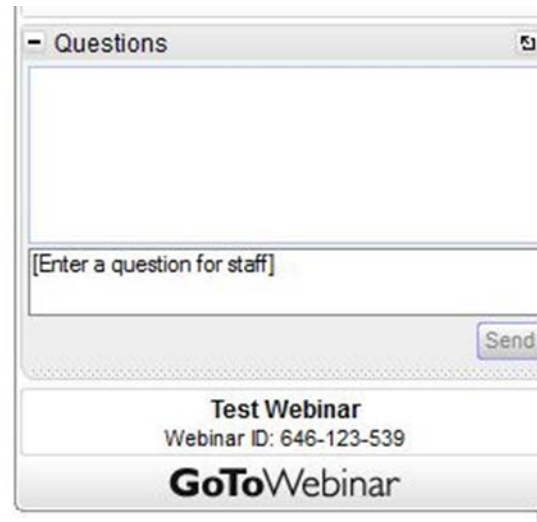 Questions
[Enter a question for staff]
Send
Test Webinar
Webinar ID: 646-123-539
GoToWebinar